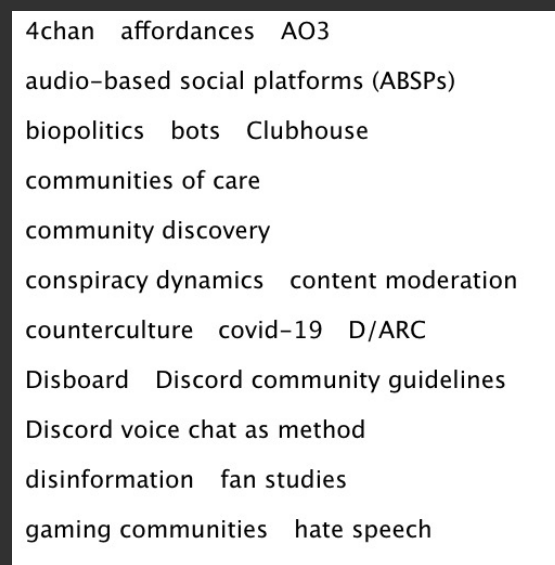 4chan affordances AO3
audio-based social platforms (ABSPs)
biopolitics bots Clubhouse
communities of care
community discovery
conspiracy dynamics content moderation
counterculture covid-19 D/ARC
Disboard Discord community guidelines
Discord voice chat as method
disinformation fan studies
gaming communities hate speech